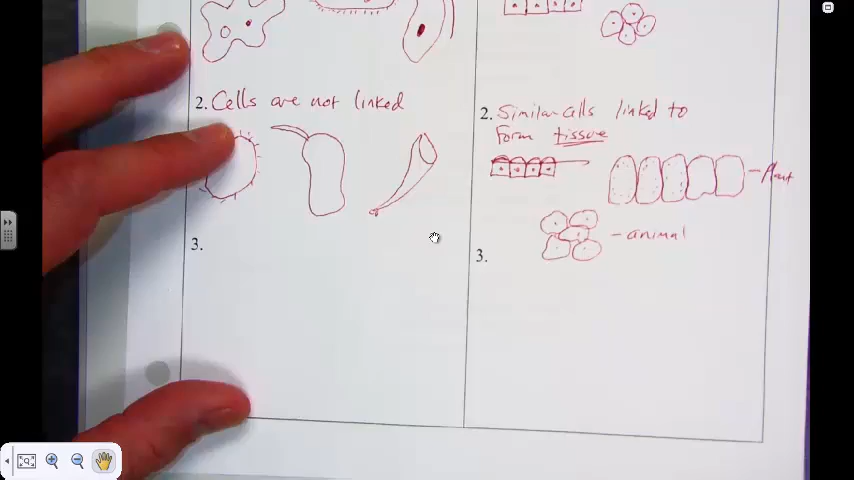 2. Cells are not linked
3.
2. Similar cells linked to
form tissue
- Plant
- animal
3.